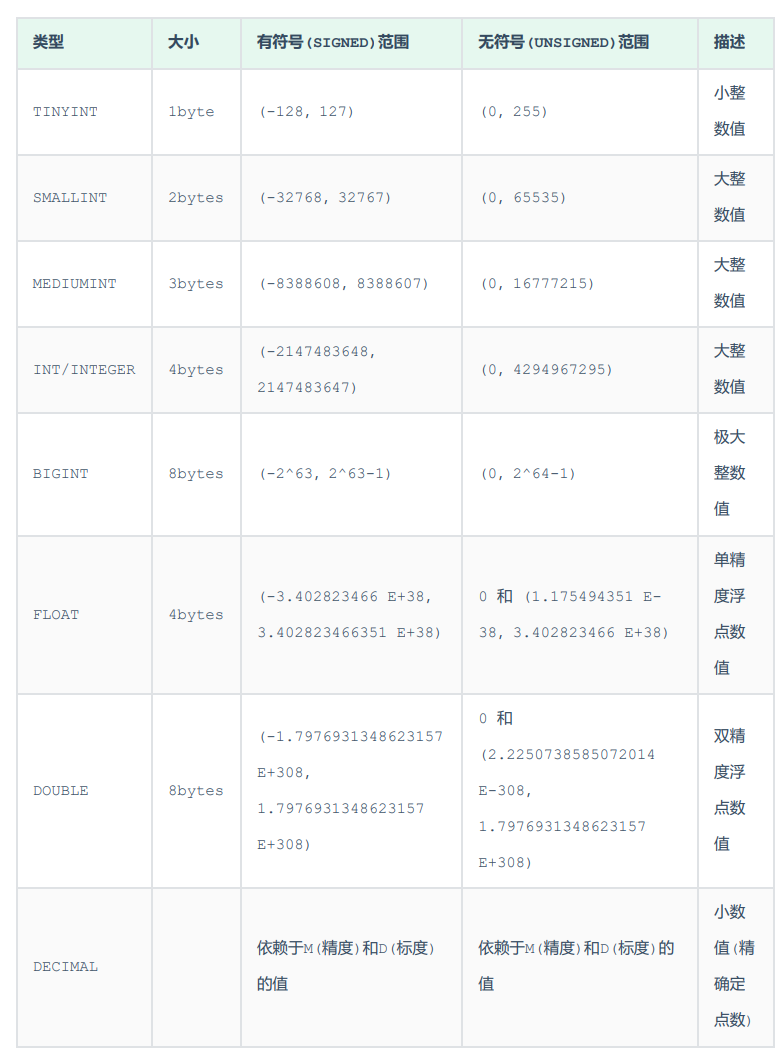 类型 大小 有符号(SIGNED)范围 无符号(UNSIGNED)范围 描述
TINYINT 1byte (-128, 127) (0, 255) 小整
数值
SMALLINT 2bytes (-32768, 32767) (0, 65535) 大整
数值
MEDIUMINT 3bytes (-8388608, 8388607) (0, 16777215) 大整
数值
INT/INTEGER 4bytes (-2147483648,
2147483647) (0, 4294967295) 大整
数值
BIGINT 8bytes (-2^63, 2^63-1) (0, 2^64-1) 极大
整数
值
FLOAT 4bytes (-3.402823466 E+38,
3.402823466351 E+38) 0 和 (1.175494351 E-
38, 3.402823466 E+38) 单精
度浮
点数
值
DOUBLE 8bytes (-1.7976931348623157
E+308,
1.7976931348623157
E+308) 0 和
(2.2250738585072014
E-308,
1.7976931348623157
E+308) 双精
度浮
点数
值
DECIMAL 依赖于M(精度)和D(标度)
的值 依赖于M(精度)和D(标度)的
值 小数
值(精
确定
点数)